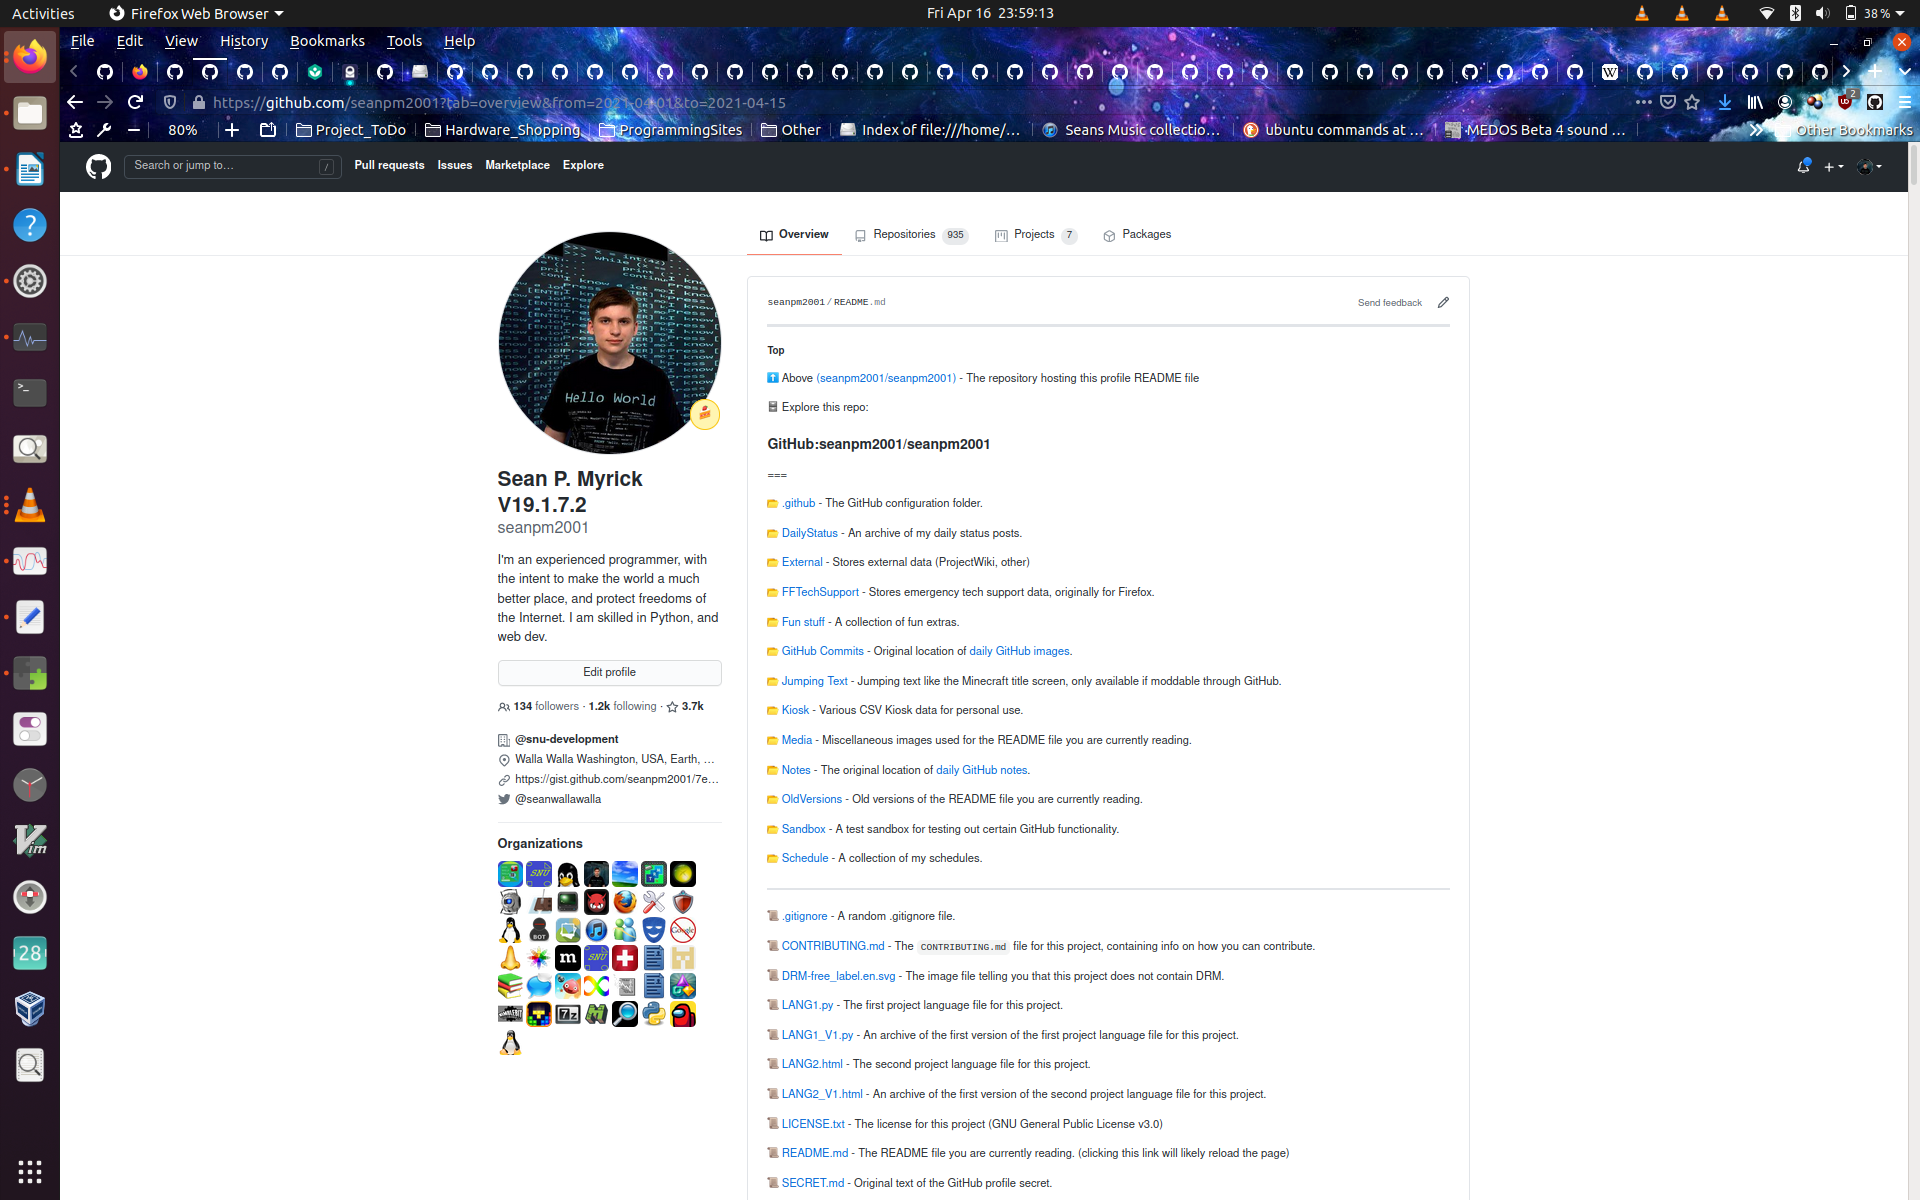 Activities
Firefox Web Browser
Fri Apr 16 23:59:13
38 %
File Edit View History Bookmarks Tools Help
https://github.com/seanpm2001?tab=overview&from=2021-04-01&to=2021-04-15
2
80%
Project_ToDo
Hardware_Shopping
ProgrammingSites
Other
Index of file:///home/…
Seans Music collectio…
ubuntu commands at …
MEDOS Beta 4 sound …
Other Bookmarks
Search or jump to… /
Pull requests Issues Marketplace Explore
Overview
Repositories 935
Projects 7
Packages
Hello World
Sean P. Myrick V19.1.7.2
seanpm2001
I'm an experienced programmer, with
the intent to make the world a much
better place, and protect freedoms of
the Internet. I am skilled in Python, and
web dev.
Edit profile
134 followers · 1.2k following · 3.7k
@snu-development
Walla Walla Washington, USA, Earth, …
https://gist.github.com/seanpm2001/7e…
@seanwallawalla
Organizations
seanpm2001/README.md
Send feedback
Top
Above (seanpm2001/seanpm2001) - The repository hosting this profile README file
Explore this repo:
GitHub:seanpm2001/seanpm2001
===
.github - The GitHub configuration folder.
DailyStatus - An archive of my daily status posts.
External - Stores external data (ProjectWiki, other)
FFTechSupport - Stores emergency tech support data, originally for Firefox.
Fun stuff - A collection of fun extras.
GitHub Commits - Original location of daily GitHub images.
Jumping Text - Jumping text like the Minecraft title screen, only available if moddable through GitHub.
Kiosk - Various CSV Kiosk data for personal use.
Media - Miscellaneous images used for the README file you are currently reading.
Notes - The original location of daily GitHub notes.
OldVersions - Old versions of the README file you are currently reading.
Sandbox - A test sandbox for testing out certain GitHub functionality.
Schedule - A collection of my schedules.
.gitignore - A random .gitignore file.
CONTRIBUTING.md - The CONTRIBUTING.md file for this project, containing info on how you can contribute.
DRM-free_label.en.svg - The image file telling you that this project does not contain DRM.
LANG1.py - The first project language file for this project.
LANG1_V1.py - An archive of the first version of the first project language file for this project.
LANG2.html - The second project language file for this project.
LANG2_V1.html - An archive of the first version of the second project language file for this project.
LICENSE.txt - The license for this project (GNU General Public License v3.0)
README.md - The README file you are currently reading. (clicking this link will likely reload the page)
SECRET.md - Original text of the GitHub profile secret.
28